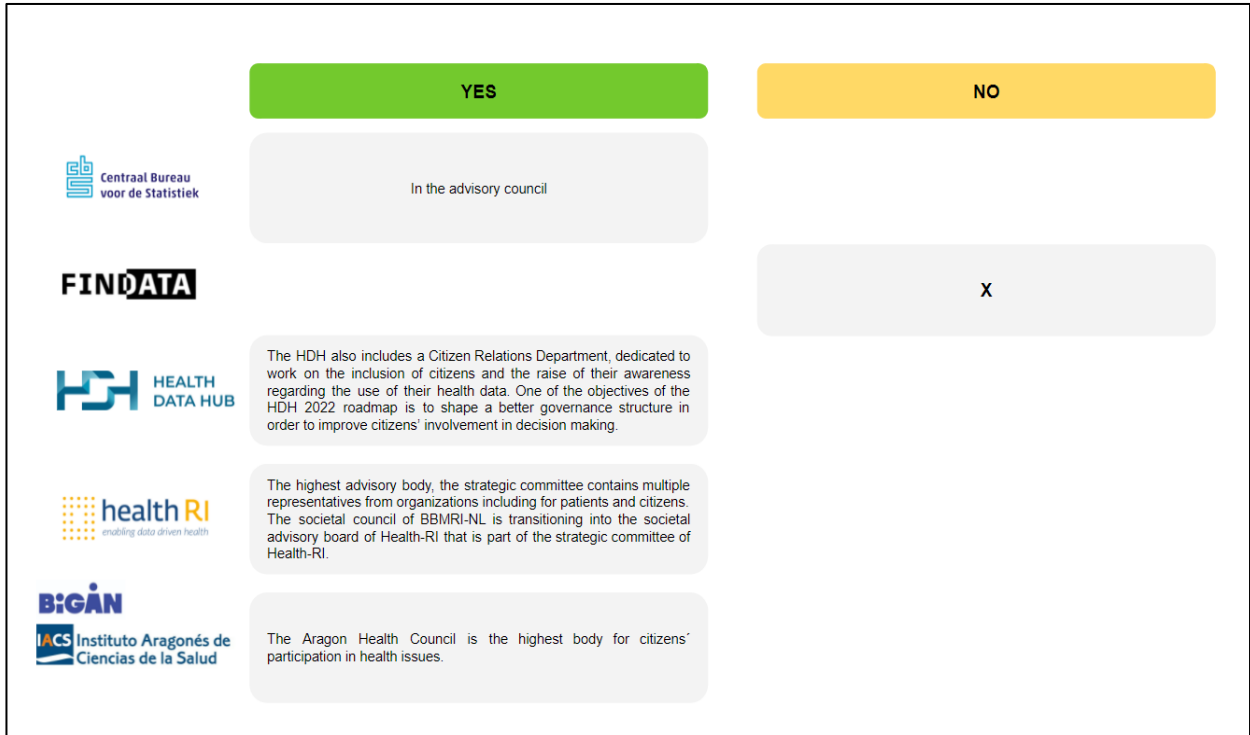 YES
NO
Centraal Bureau
voor de Statistiek
In the advisory council
FINDATA
X
HDH HEALTH
DATA HUB
The HDH also includes a Citizen Relations Department, dedicated to
work on the inclusion of citizens and the raise of their awareness
regarding the use of their health data. One of the objectives of the
HDH 2022 roadmap is to shape a better governance structure in
order to improve citizens’ involvement in decision making.
health RI
enabling data driven health
The highest advisory body, the strategic committee contains multiple
representatives from organizations including for patients and citizens.
The societal council of BBMRI-NL is transitioning into the societal
advisory board of Health-RI that is part of the strategic committee of
Health-RI.
BIGÅN
IACS Instituto Aragonés de
Ciencias de la Salud
The Aragon Health Council is the highest body for citizens´
participation in health issues.